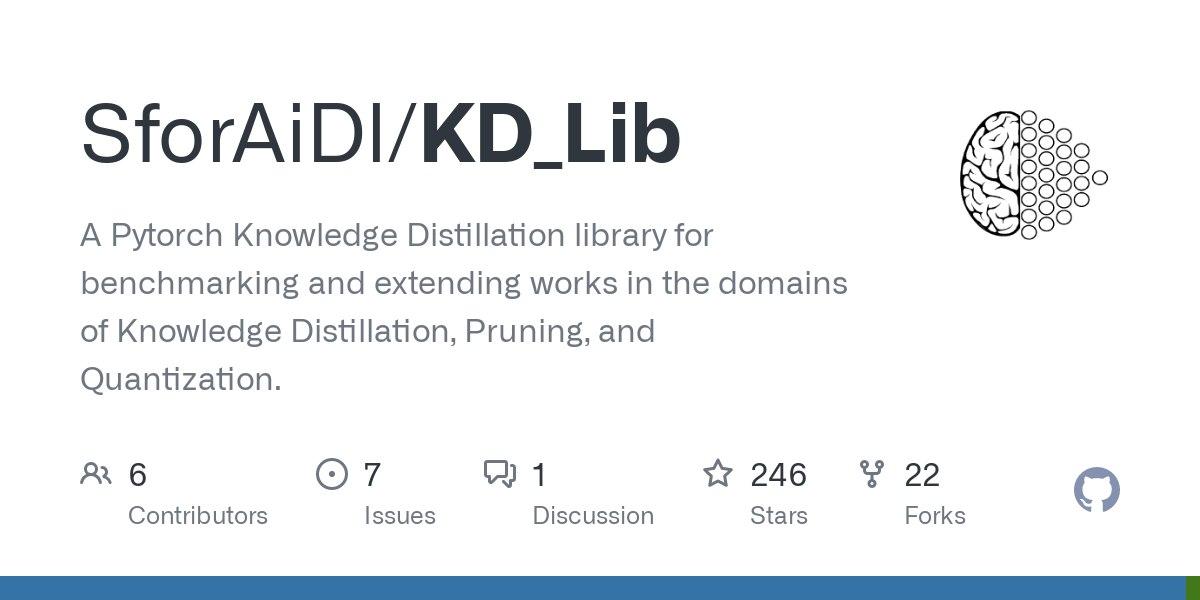 SforAiDl/KD_Lib
A Pytorch Knowledge Distillation library for
benchmarking and extending works in the domains
of Knowledge Distillation, Pruning, and
Quantization.
6 7 1 246 22
Contributors Issues Discussion Stars Forks